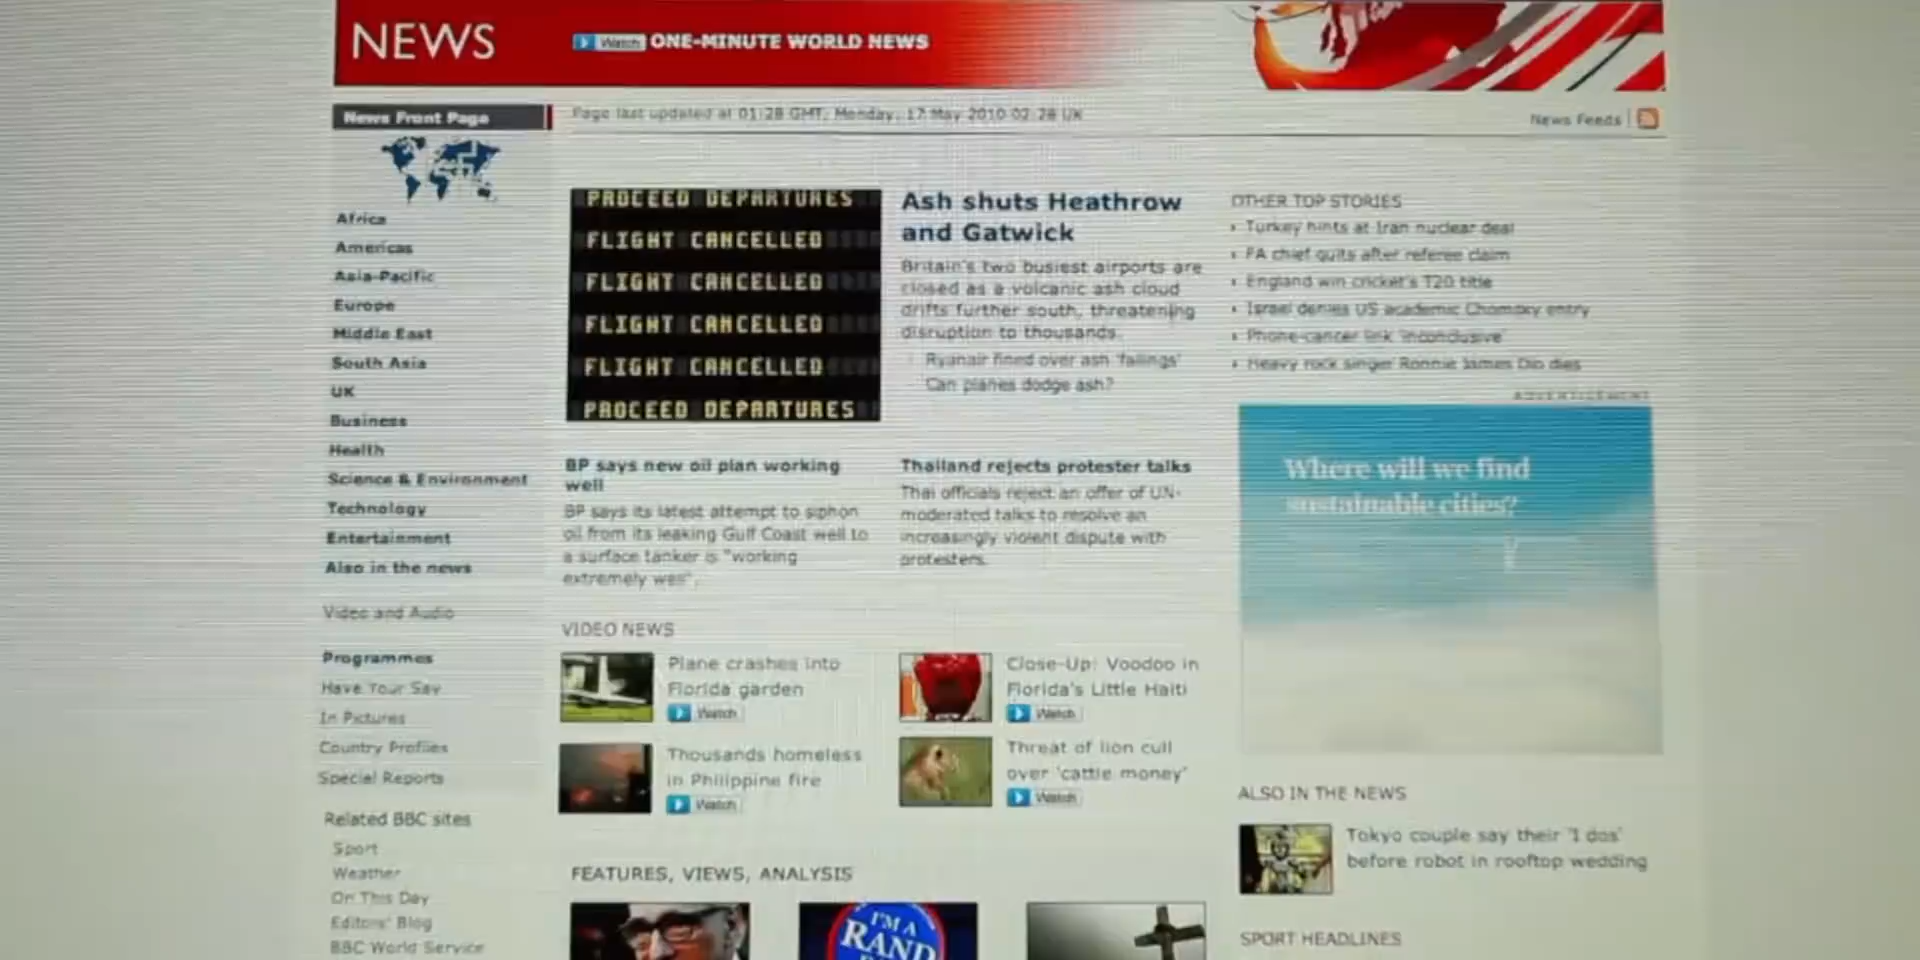 NEWS
Watch ONE-MINUTE WORLD NEWS
News Front Page
Page last updated at 01:28 GMT, Monday, 17 May 2010 02:28 UK
News Feeds
Africa
Americas
Asia-Pacific
Europe
Middle East
South Asia
UK
Business
Health
Science & Environment
Technology
Entertainment
Also in the news
Video and Audio
Programmes
Have Your Say
In Pictures
Country Profiles
Special Reports
Related BBC sites
Sport
Weather
On This Day
Editors' Blog
BBC World Service
PROCEED DEPARTURES
FLIGHT CANCELLED
FLIGHT CANCELLED
FLIGHT CANCELLED
FLIGHT CANCELLED
PROCEED DEPARTURES
Ash shuts Heathrow
and Gatwick
Britain's two busiest airports are
closed as a volcanic ash cloud
drifts further south, threatening
disruption to thousands.
Ryanair fined over ash 'failings'
Can planes dodge ash?
BP says new oil plan working
well
BP says its latest attempt to siphon
oil from its leaking Gulf Coast well to
a surface tanker is "working
extremely well".
Thailand rejects protester talks
Thai officials reject an offer of UN-
moderated talks to resolve an
increasingly violent dispute with
protesters.
VIDEO NEWS
Plane crashes into
Florida garden
Watch
Close-Up: Voodoo in
Florida's Little Haiti
Watch
Thousands homeless
in Philippine fire
Watch
Threat of lion cull
over 'cattle money'
Watch
FEATURES, VIEWS, ANALYSIS
I'M A
RAND
OTHER TOP STORIES
Turkey hints at Iran nuclear deal
FA chief quits after referee claim
England win cricket's T20 title
Israel denies US academic Chomsky entry
Phone-cancer link 'inconclusive'
Heavy rock singer Ronnie James Dio dies
ADVERTISEMENT
Where will we find
sustainable cities?
ALSO IN THE NEWS
Tokyo couple say their 'I dos'
before robot in rooftop wedding
SPORT HEADLINES